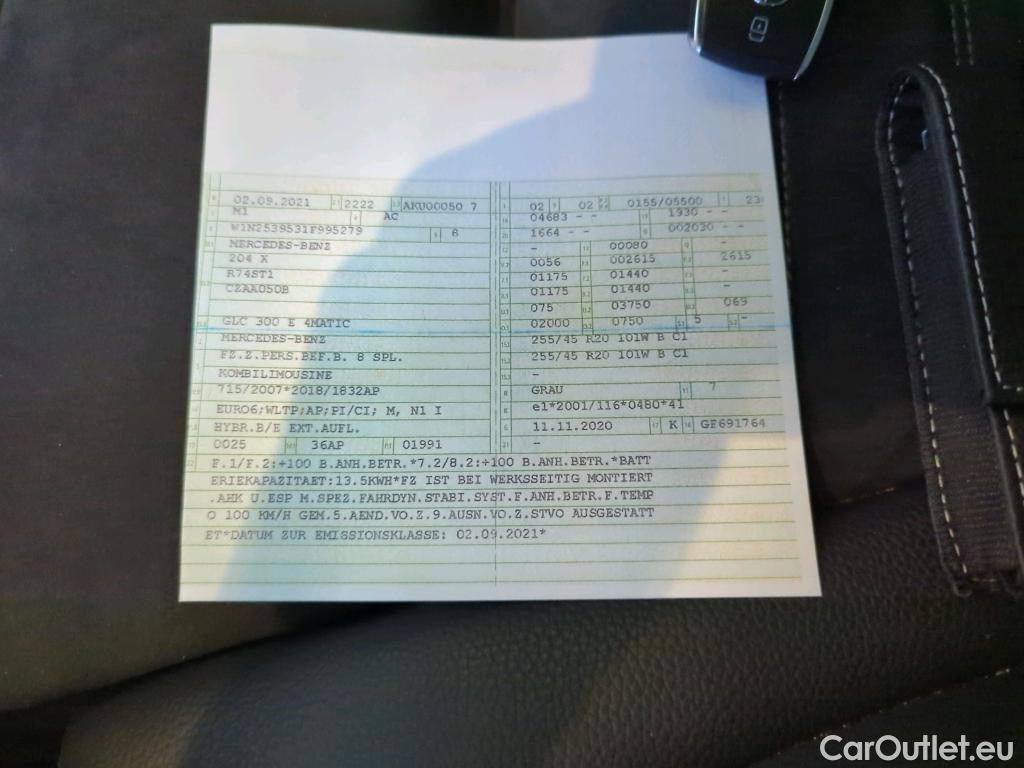 02.09.2021 2222 AKU00050 7
M1 AC
W1N2539531F995279 6
MERCEDES-BENZ
204 X
R74ST1
CZAA050B
GLC 300 E 4MATIC
MERCEDES-BENZ
FZ.Z.PERS.BEF.B. 8 SPL.
KOMBILIMOUSINE
715/2007*2018/1832AP
EURO6;WLTP;AP;PI/CI; M, N1 I
HYBR.B/E EXT.AUFL.
0025 36AP 01991
02 02 0155/05500 23
04683 - - 1930 - -
1664 - - 002030 - -
- 00080 -
0056 002615 2615
01175 01440 -
01175 01440 -
075 03750 069
02000 0750 5 -
255/45 R20 101W B C1
255/45 R20 101W B C1
-
GRAU 7
e1*2001/116*0480*41
11.11.2020 K GF691764
-
F.1/F.2:+100 B.ANH.BETR.*7.2/8.2:+100 B.ANH.BETR.*BATT
ERIEKAPAZITAET:13.5KWH*FZ IST BEI WERKSSEITIG MONTIERT
.AHK U.ESP M.SPEZ.FAHRDYN.STABI.SYST.F.ANH.BETR.F.TEMP
O 100 KM/H GEM.5.AEND.VO.Z.9.AUSN.VO.Z.STVO AUSGESTATT
ET*DATUM ZUR EMISSIONSKLASSE: 02.09.2021*
CarOutlet.eu